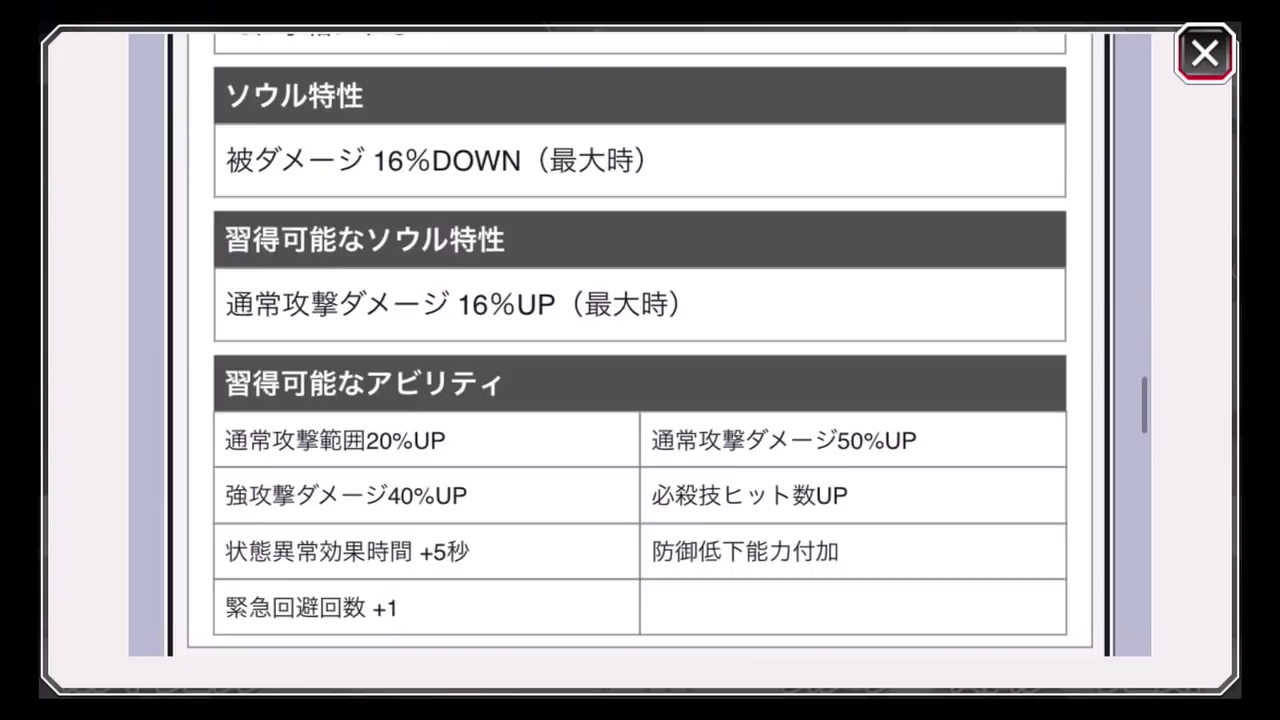 ソウル特性
被ダメージ 16%DOWN（最大時）
習得可能なソウル特性
通常攻撃ダメージ 16%UP（最大時）
習得可能なアビリティ
通常攻撃範囲20%UP
通常攻撃ダメージ50%UP
強攻撃ダメージ40%UP
必殺技ヒット数UP
状態異常効果時間 +5秒
防御低下能力付加
緊急回避回数 +1